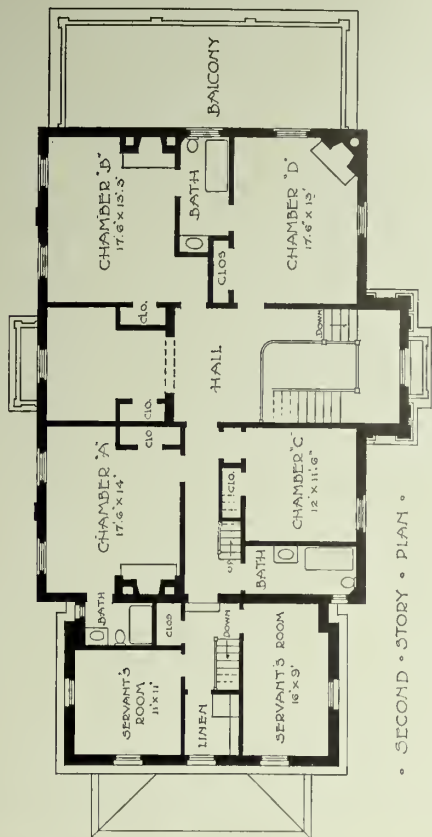 SERVANT'S
ROOM
11' X 11'
LINEN
SERVANT'S ROOM
16' X 9'
BATH
CLOS
DOWN
CHAMBER "A"
17'.6" X 14'
CLO
CLO.
CLO.
UP
CLO.
BATH
CHAMBER "C"
12' X 11'.6"
HALL
DOWN
CHAMBER "B"
17'.6" X 13'.3"
BATH
CLOS
CHAMBER "D"
17'.6" X 13'
BALCONY
• SECOND • STORY • PLAN •